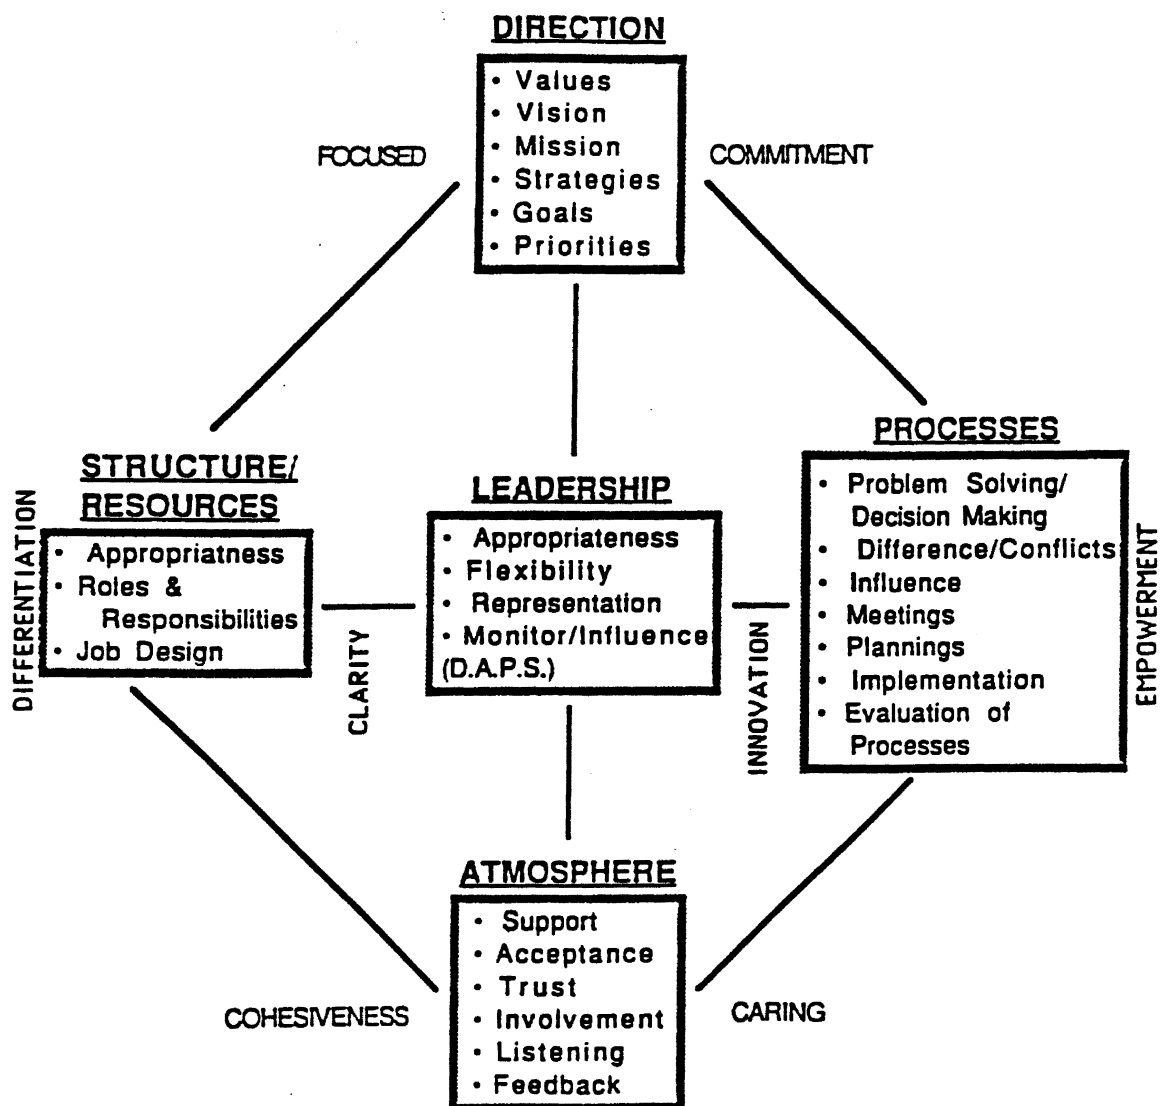 DIRECTION
• Values
• Vision
• Mission
• Strategies
• Goals
• Priorities
FOCUSED
COMMITMENT
STRUCTURE/
RESOURCES
• Appropriatness
• Roles &
Responsibilities
• Job Design
DIFFERENTIATION
CLARITY
LEADERSHIP
• Appropriateness
• Flexibility
• Representation
• Monitor/Influence
(D.A.P.S.)
INNOVATION
PROCESSES
• Problem Solving/
Decision Making
• Difference/Conflicts
• Influence
• Meetings
• Plannings
• Implementation
• Evaluation of
Processes
EMPOWERMENT
ATMOSPHERE
• Support
• Acceptance
• Trust
• Involvement
• Listening
• Feedback
COHESIVENESS
CARING